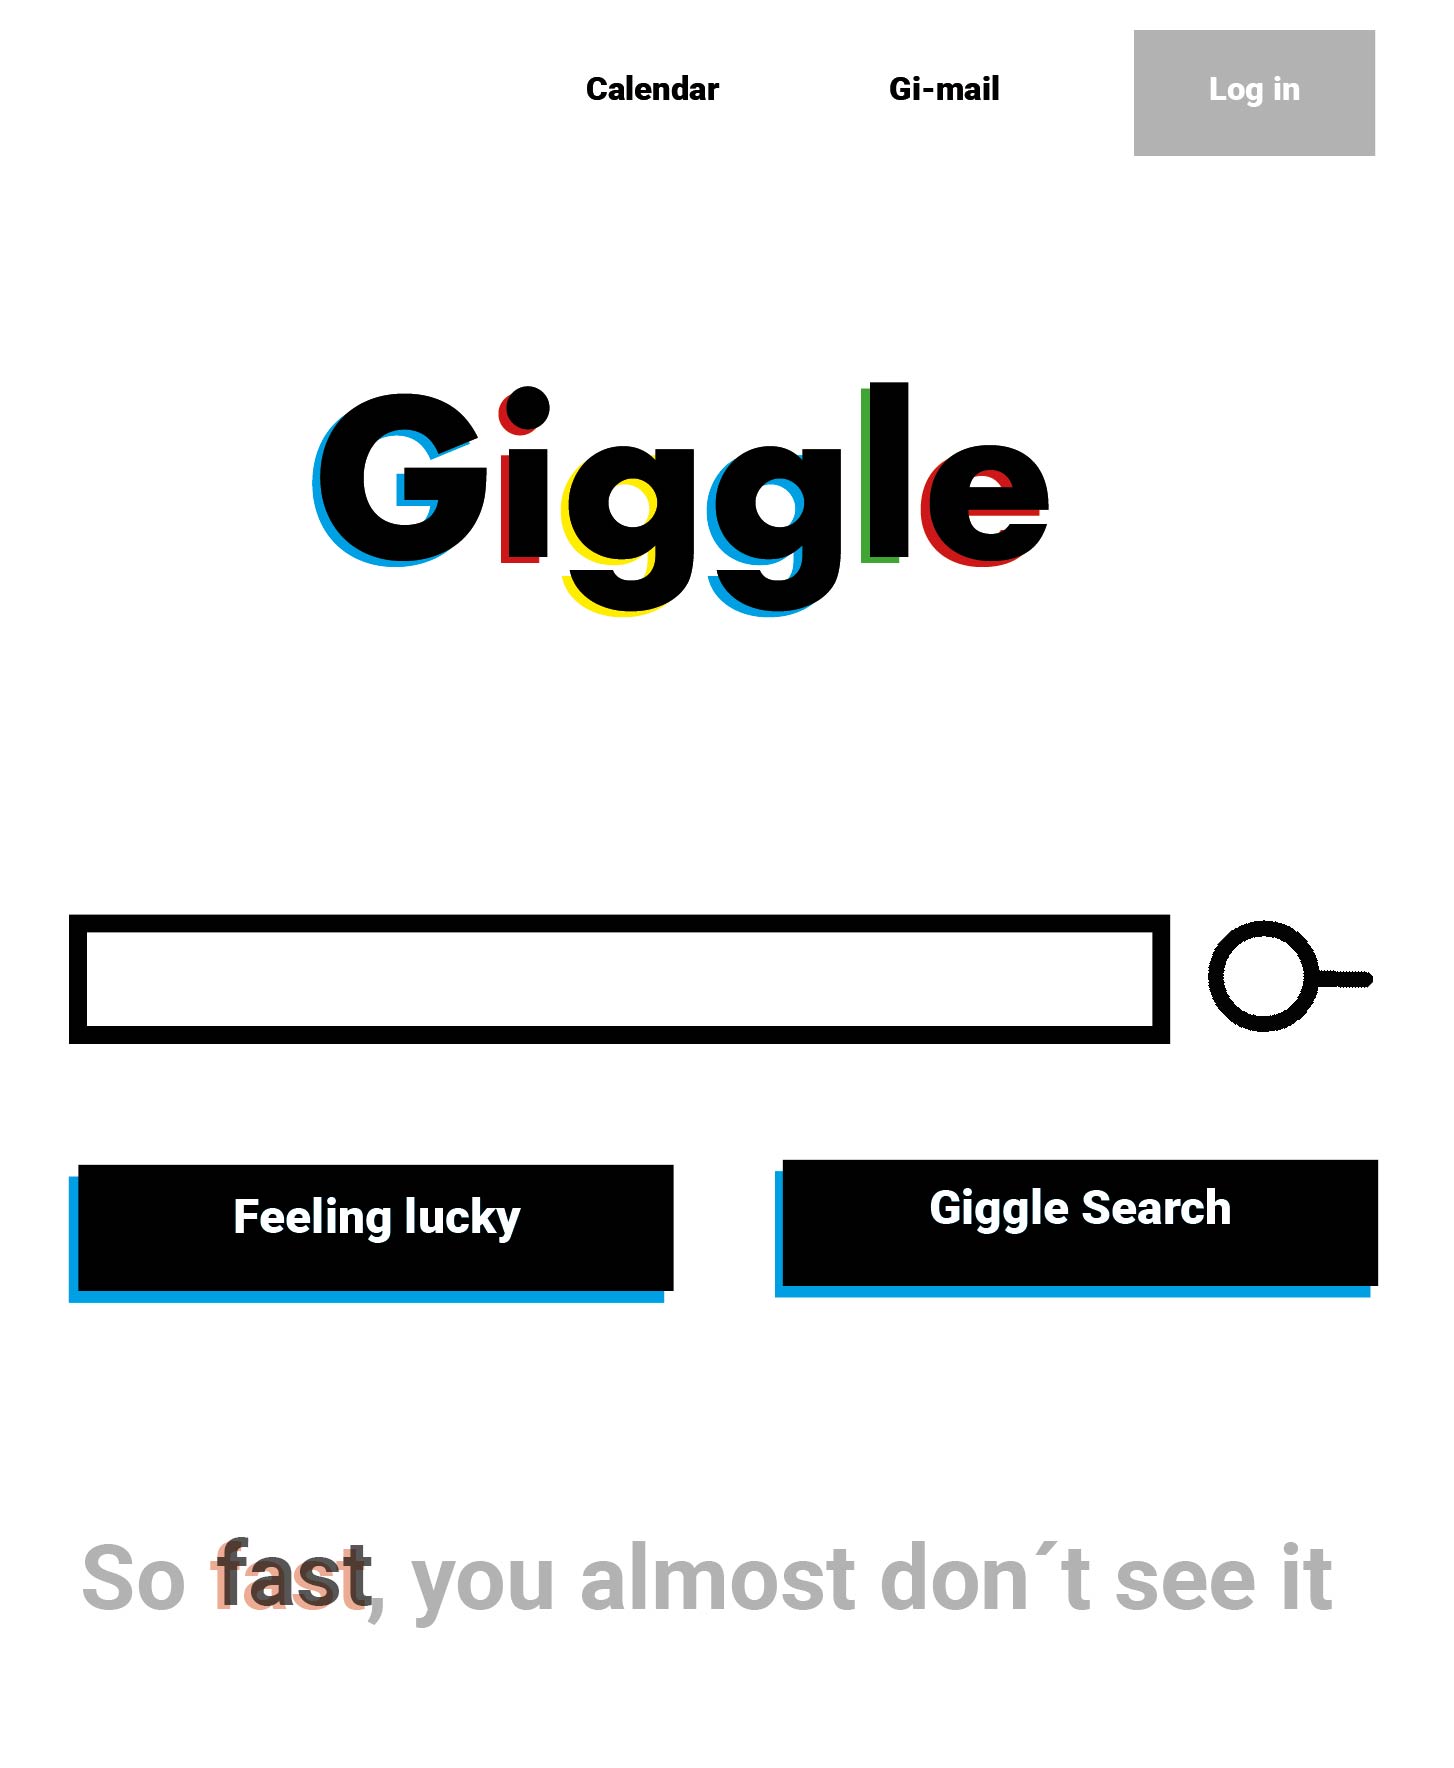 Calendar Gi-mail Log in
Giggle
Feeling lucky Giggle Search
So fast, you almost don´t see it